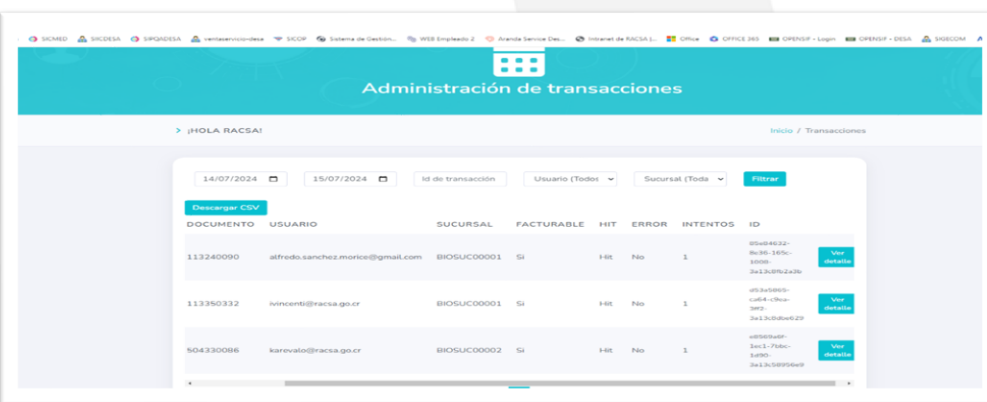 SICMED SIICDESA SIPQADESA ventaservicio-desa SICOP Sistema de Gestión... WEB Empleado 2 Aranda Service Des... Intranet de RACSA (... Office OFFICE 365 OPENSIF - Login OPENSIF - DESA SIGECOM
Administración de transacciones
> ¡HOLA RACSA! Inicio / Transacciones
14/07/2024 15/07/2024 Id de transacción Usuario (Todos Sucursal (Toda Filtrar
Descargar CSV
DOCUMENTO USUARIO SUCURSAL FACTURABLE HIT ERROR INTENTOS ID
113240090 alfredo.sanchez.morice@gmail.com BIOSUC00001 Si Hit No 1 Ver detalle
113350332 ivincenti@racsa.go.cr BIOSUC00001 Si Hit No 1 Ver detalle
504330086 karevalo@racsa.go.cr BIOSUC00002 Si Hit No 1 Ver detalle